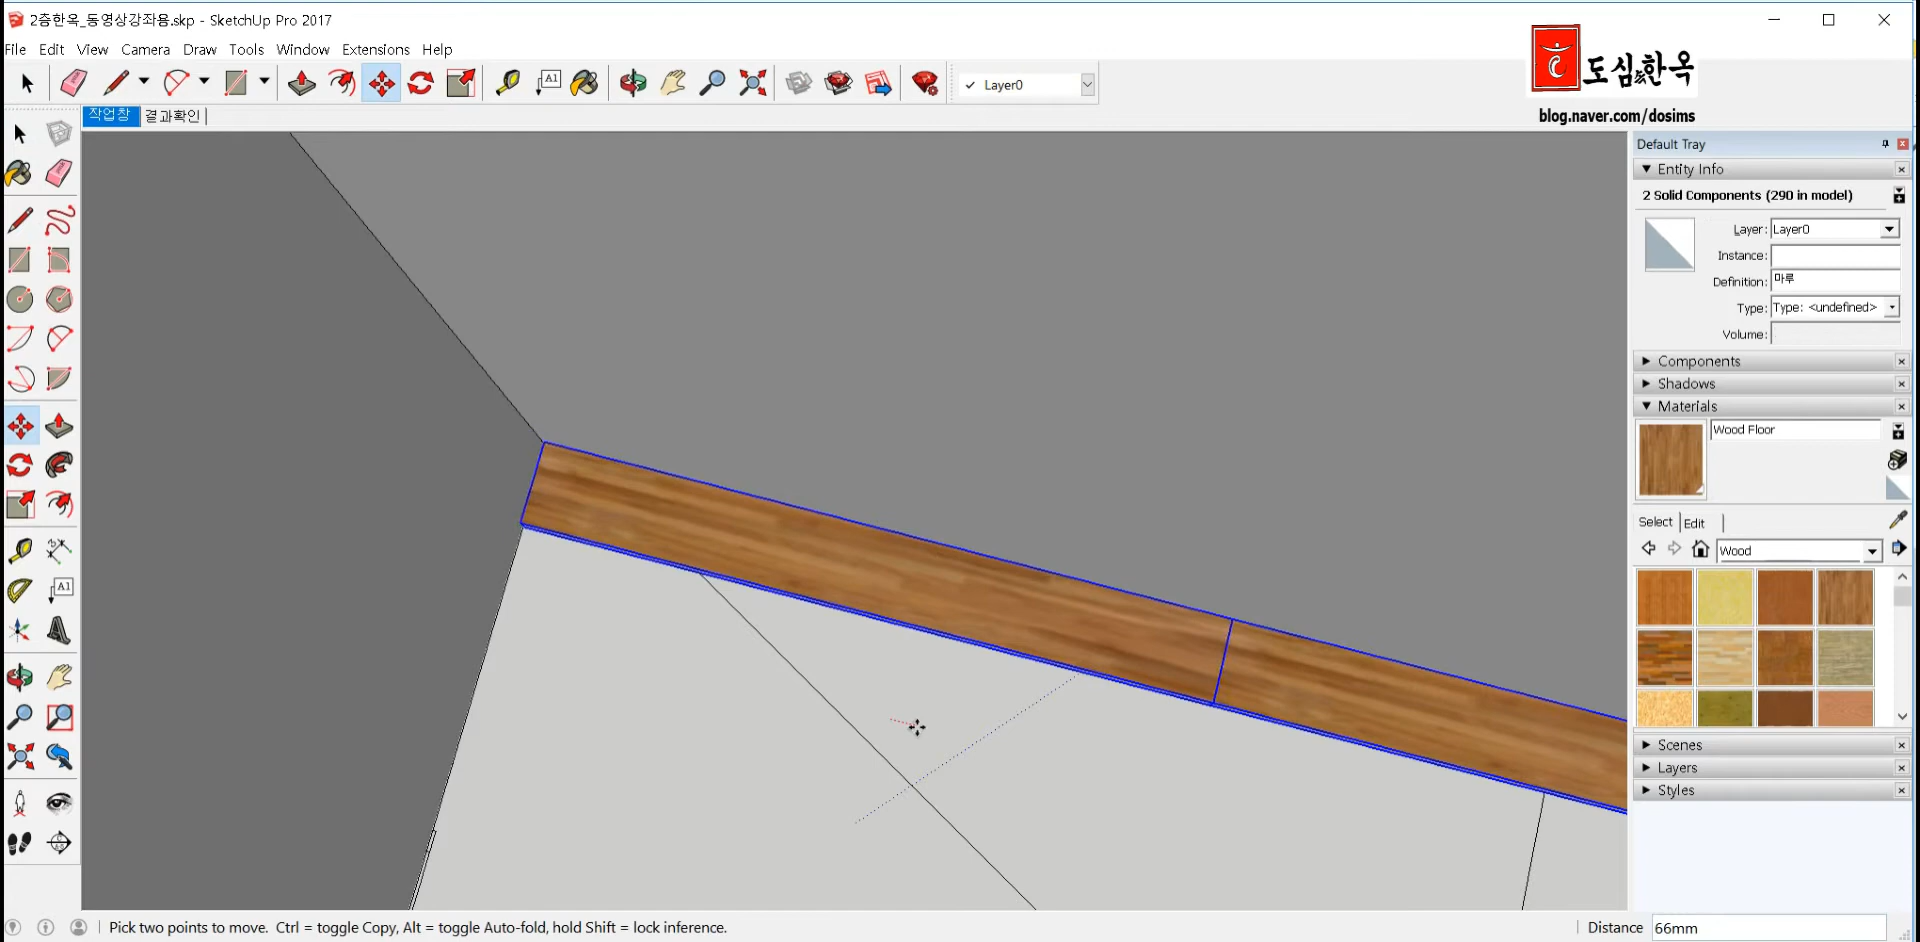 2층한옥_동영상강좌용.skp - SketchUp Pro 2017
File Edit View Camera Draw Tools Window Extensions Help
도심한옥
Layer0
A1
blog.naver.com/dosims
작업창 결과확인
Default Tray
Entity Info
2 Solid Components (290 in model)
Layer: Layer0
Instance:
Definition: 마루
Type: Type: <undefined>
Volume:
Components
Shadows
Materials
Wood Floor
Select Edit
Wood
A1
Scenes
Layers
Styles
Pick two points to move. Ctrl = toggle Copy, Alt = toggle Auto-fold, hold Shift = lock inference.
Distance 66mm